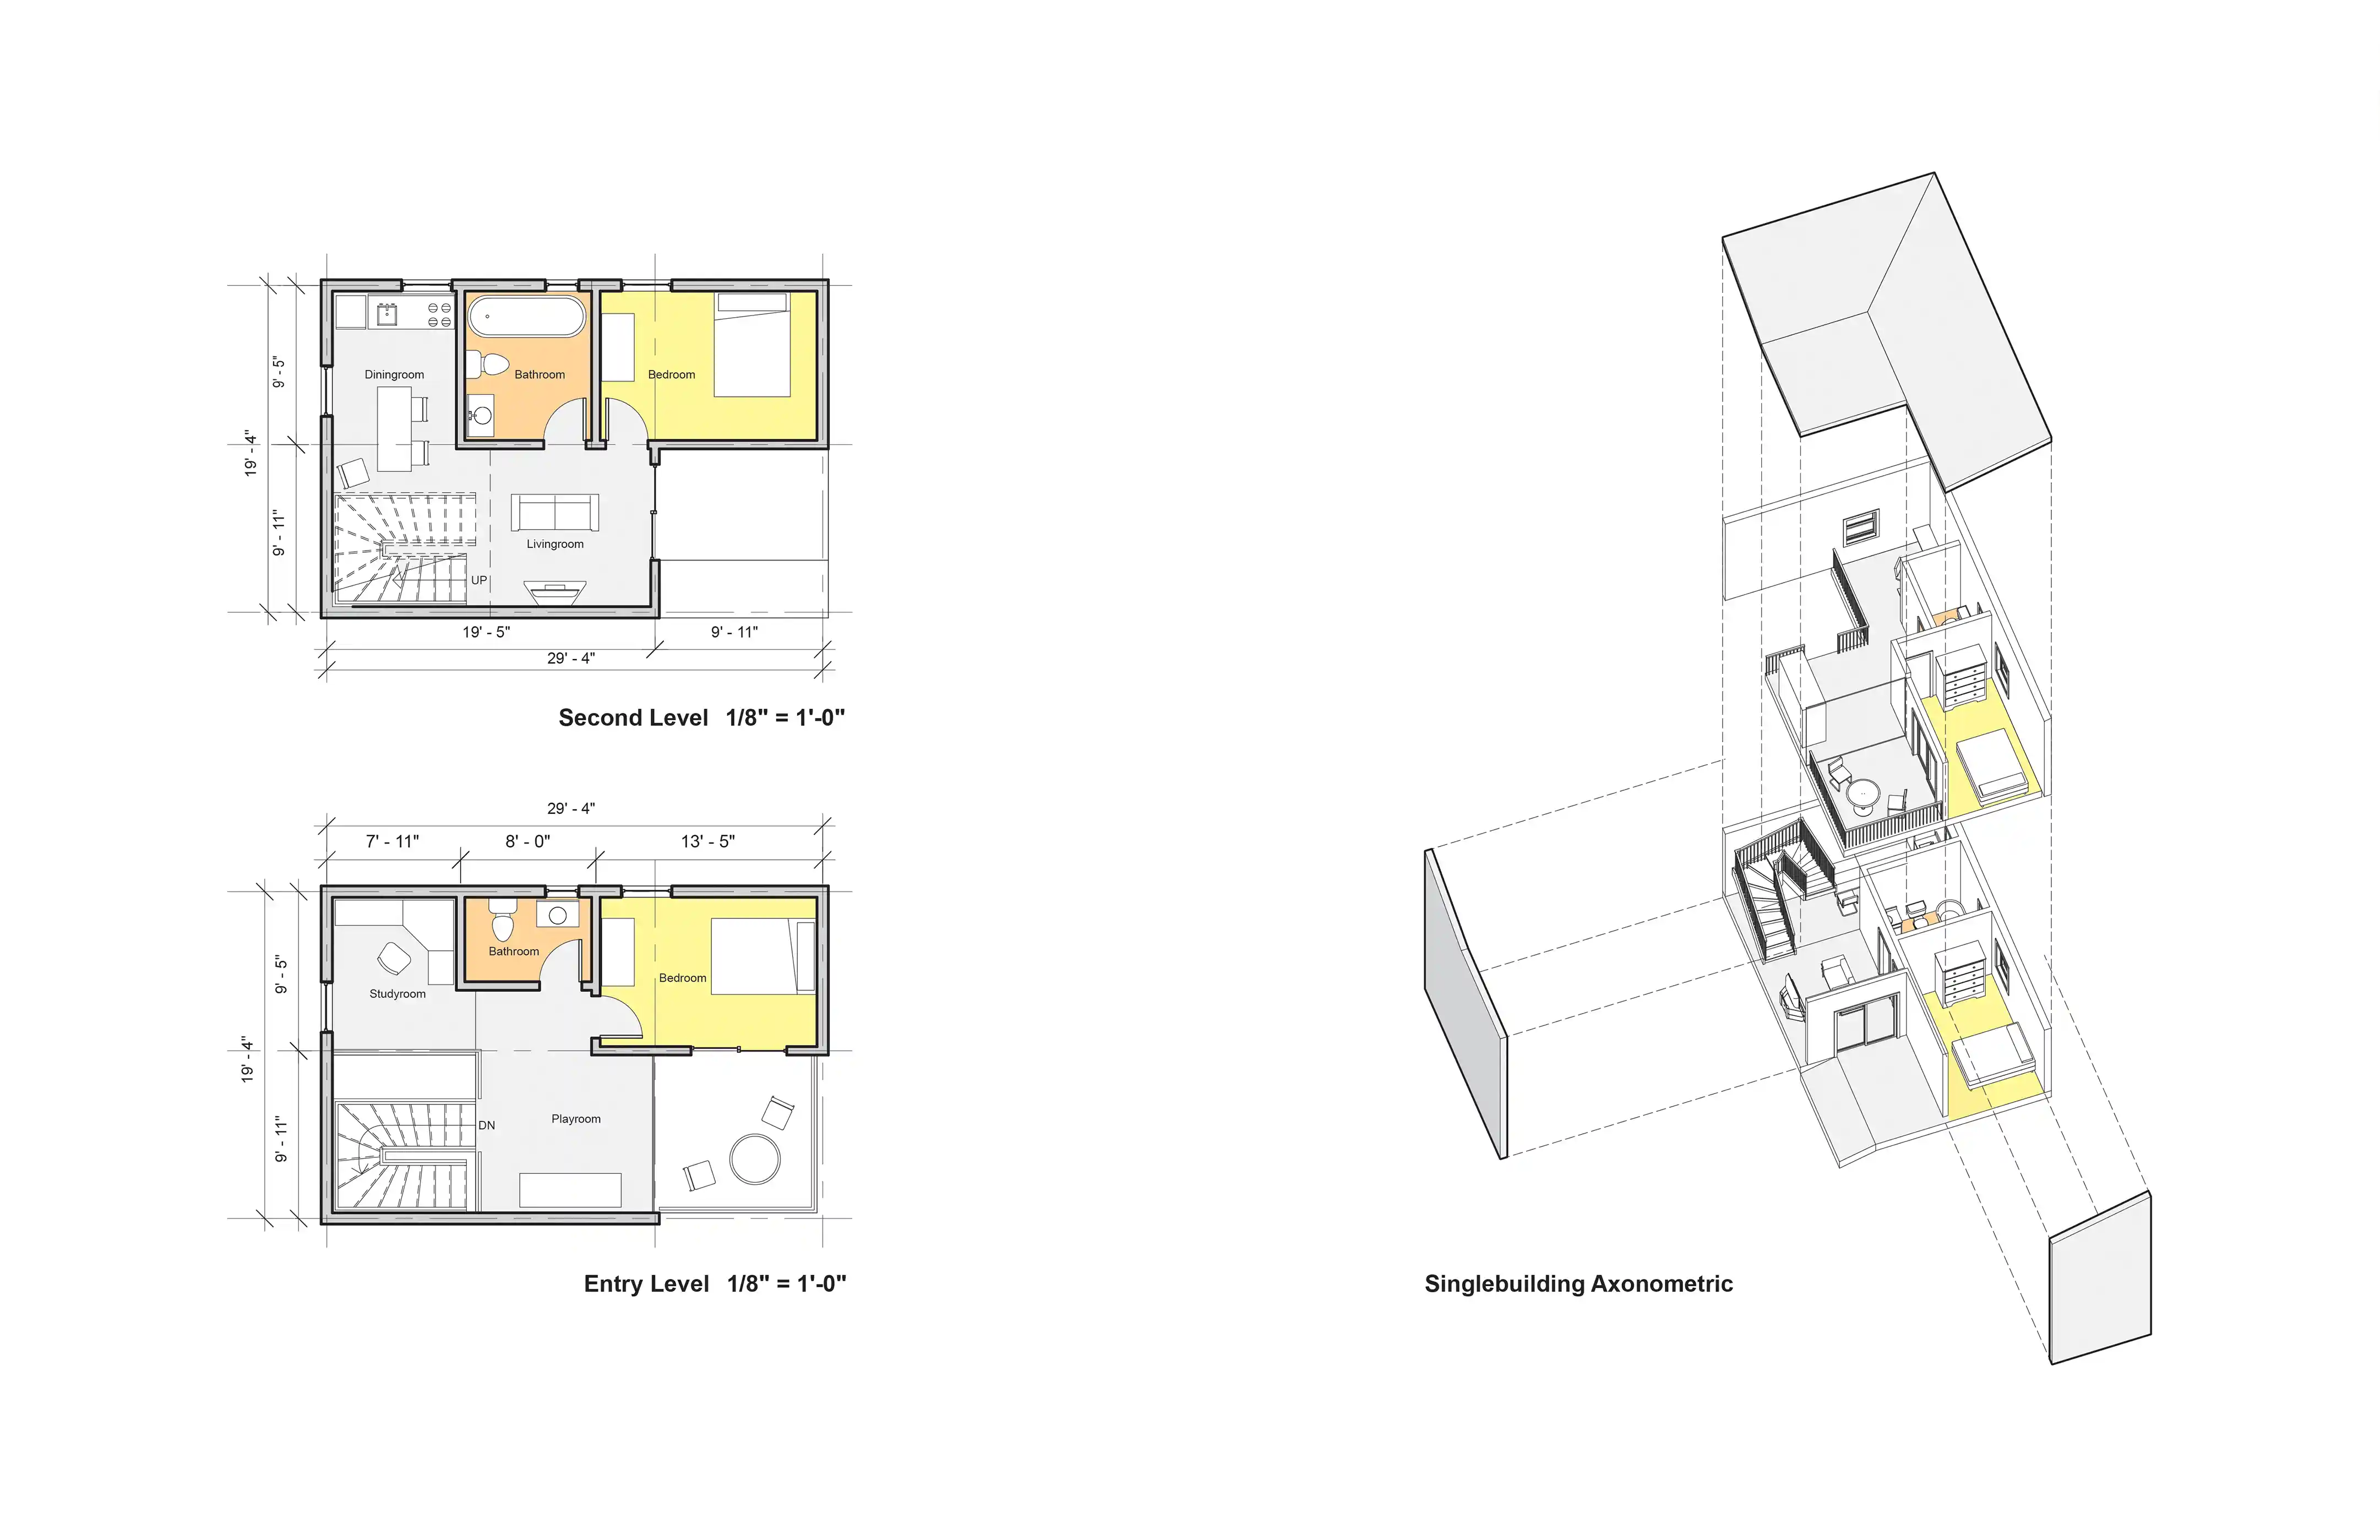 Diningroom
Bathroom
Bedroom
Livingroom
UP
9' - 5"
19' - 4"
9' - 11"
19' - 5"
9' - 11"
29' - 4"
Second Level 1/8" = 1'-0"
29' - 4"
7' - 11"
8' - 0"
13' - 5"
9' - 5"
19' - 4"
9' - 11"
Bathroom
Bedroom
Studyroom
Playroom
DN
Entry Level 1/8" = 1'-0"
Singlebuilding Axonometric